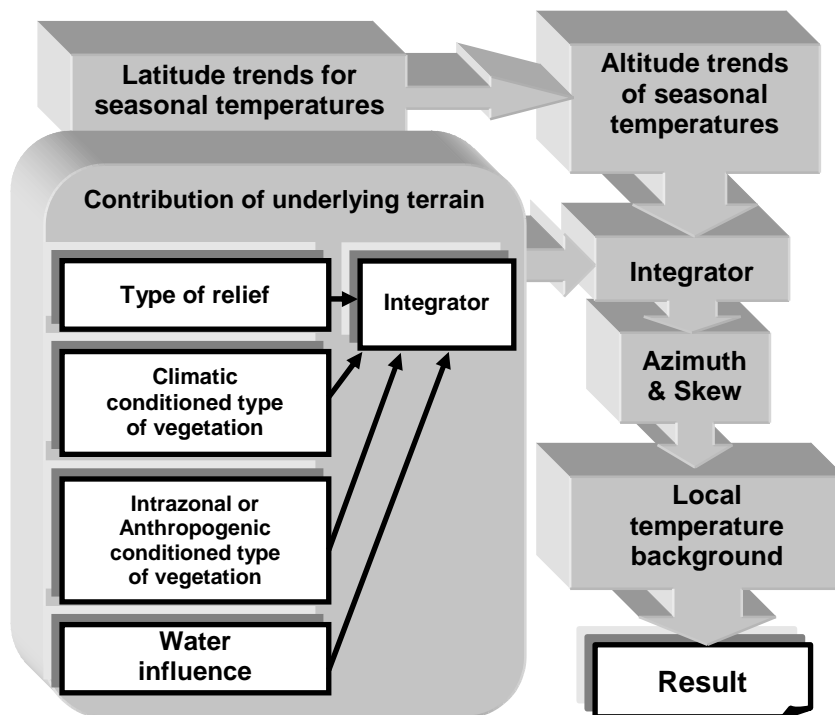 Latitude trends for
seasonal temperatures
Altitude trends
of seasonal
temperatures
Contribution of underlying terrain
Type of relief
Integrator
Climatic
conditioned type
of vegetation
Intrazonal or
Anthropogenic
conditioned type
of vegetation
Water
influence
Integrator
Azimuth
& Skew
Local
temperature
background
Result